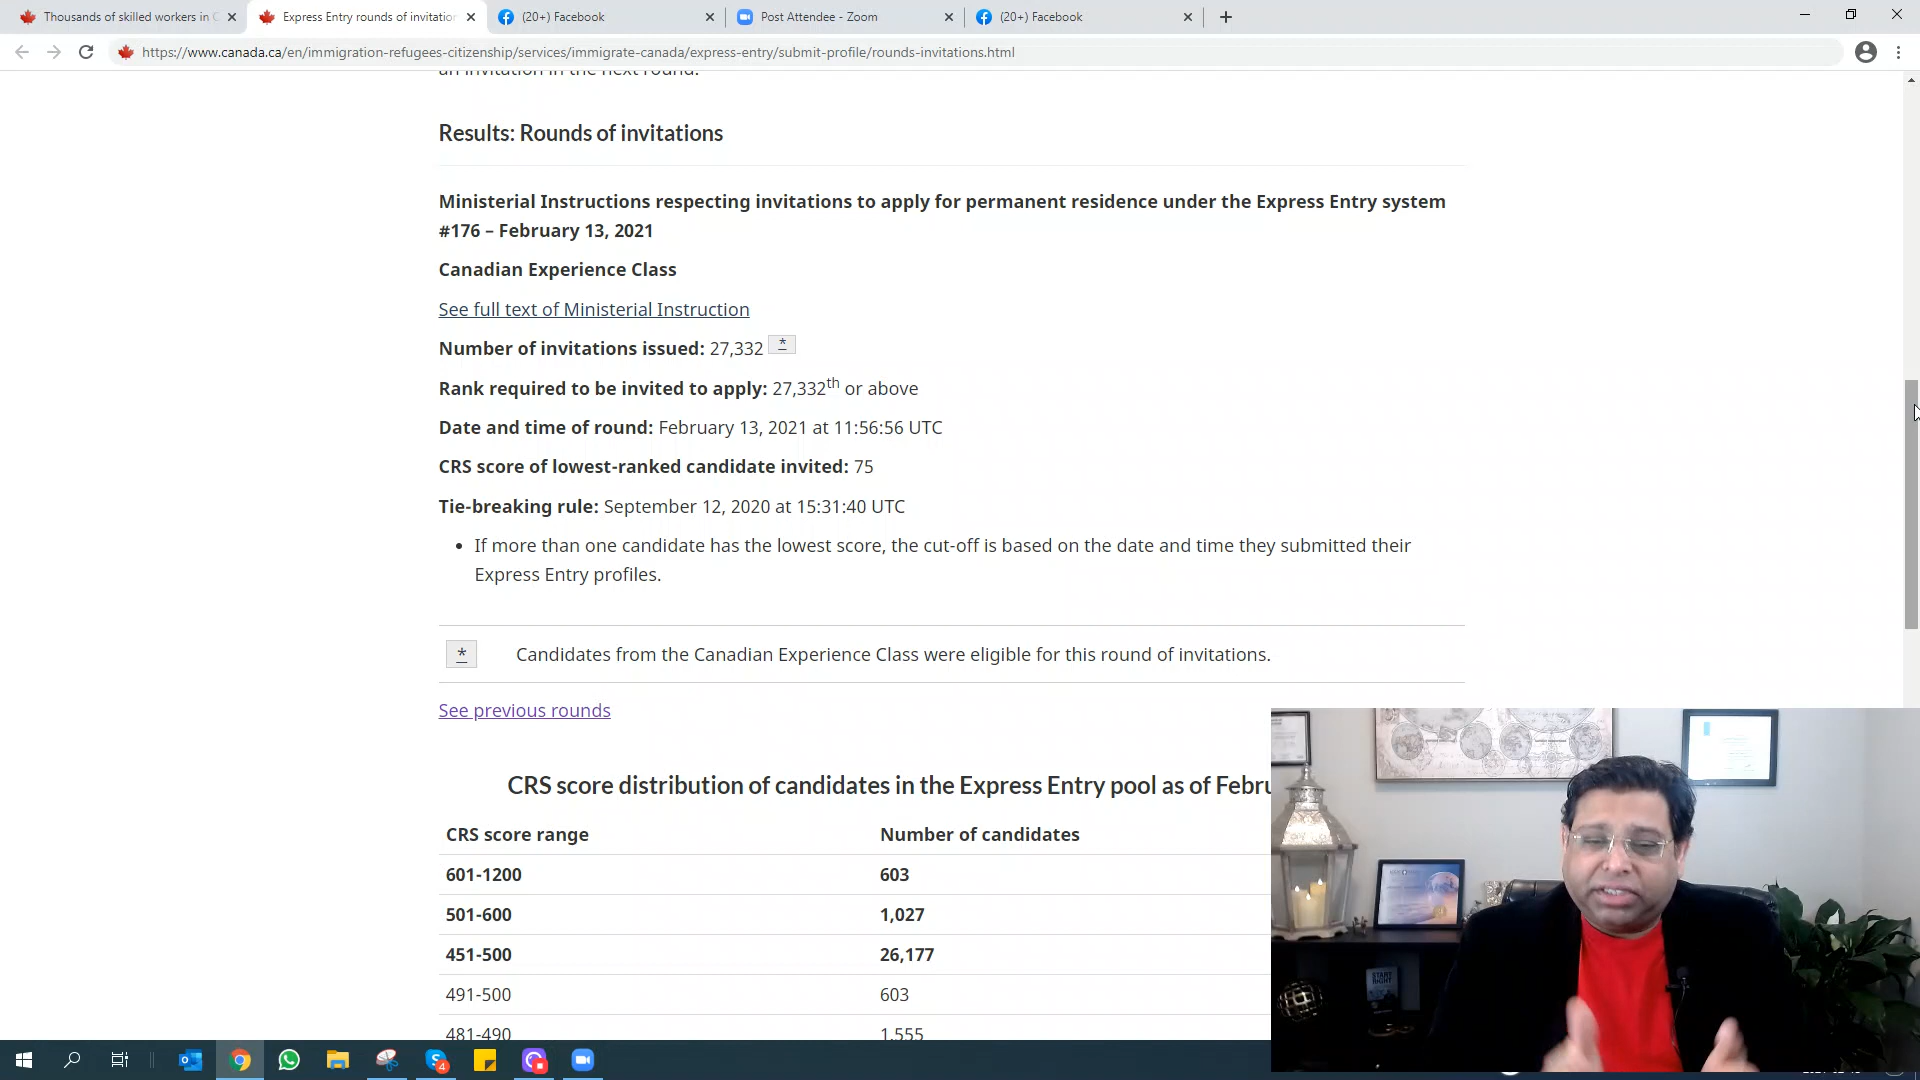 Thousands of skilled workers in C
Express Entry rounds of invitation
(20+) Facebook
Post Attendee - Zoom
(20+) Facebook
https://www.canada.ca/en/immigration-refugees-citizenship/services/immigrate-canada/express-entry/submit-profile/rounds-invitations.html
an invitation in the next round.
Results: Rounds of invitations
Ministerial Instructions respecting invitations to apply for permanent residence under the Express Entry system
#176 – February 13, 2021
Canadian Experience Class
See full text of Ministerial Instruction
Number of invitations issued: 27,332 *
Rank required to be invited to apply: 27,332th or above
Date and time of round: February 13, 2021 at 11:56:56 UTC
CRS score of lowest-ranked candidate invited: 75
Tie-breaking rule: September 12, 2020 at 15:31:40 UTC
• If more than one candidate has the lowest score, the cut-off is based on the date and time they submitted their
Express Entry profiles.
* Candidates from the Canadian Experience Class were eligible for this round of invitations.
See previous rounds
CRS score distribution of candidates in the Express Entry pool as of Febru
CRS score range Number of candidates
601-1200 603
501-600 1,027
451-500 26,177
491-500 603
481-490 1,555
START
RIGHT
4